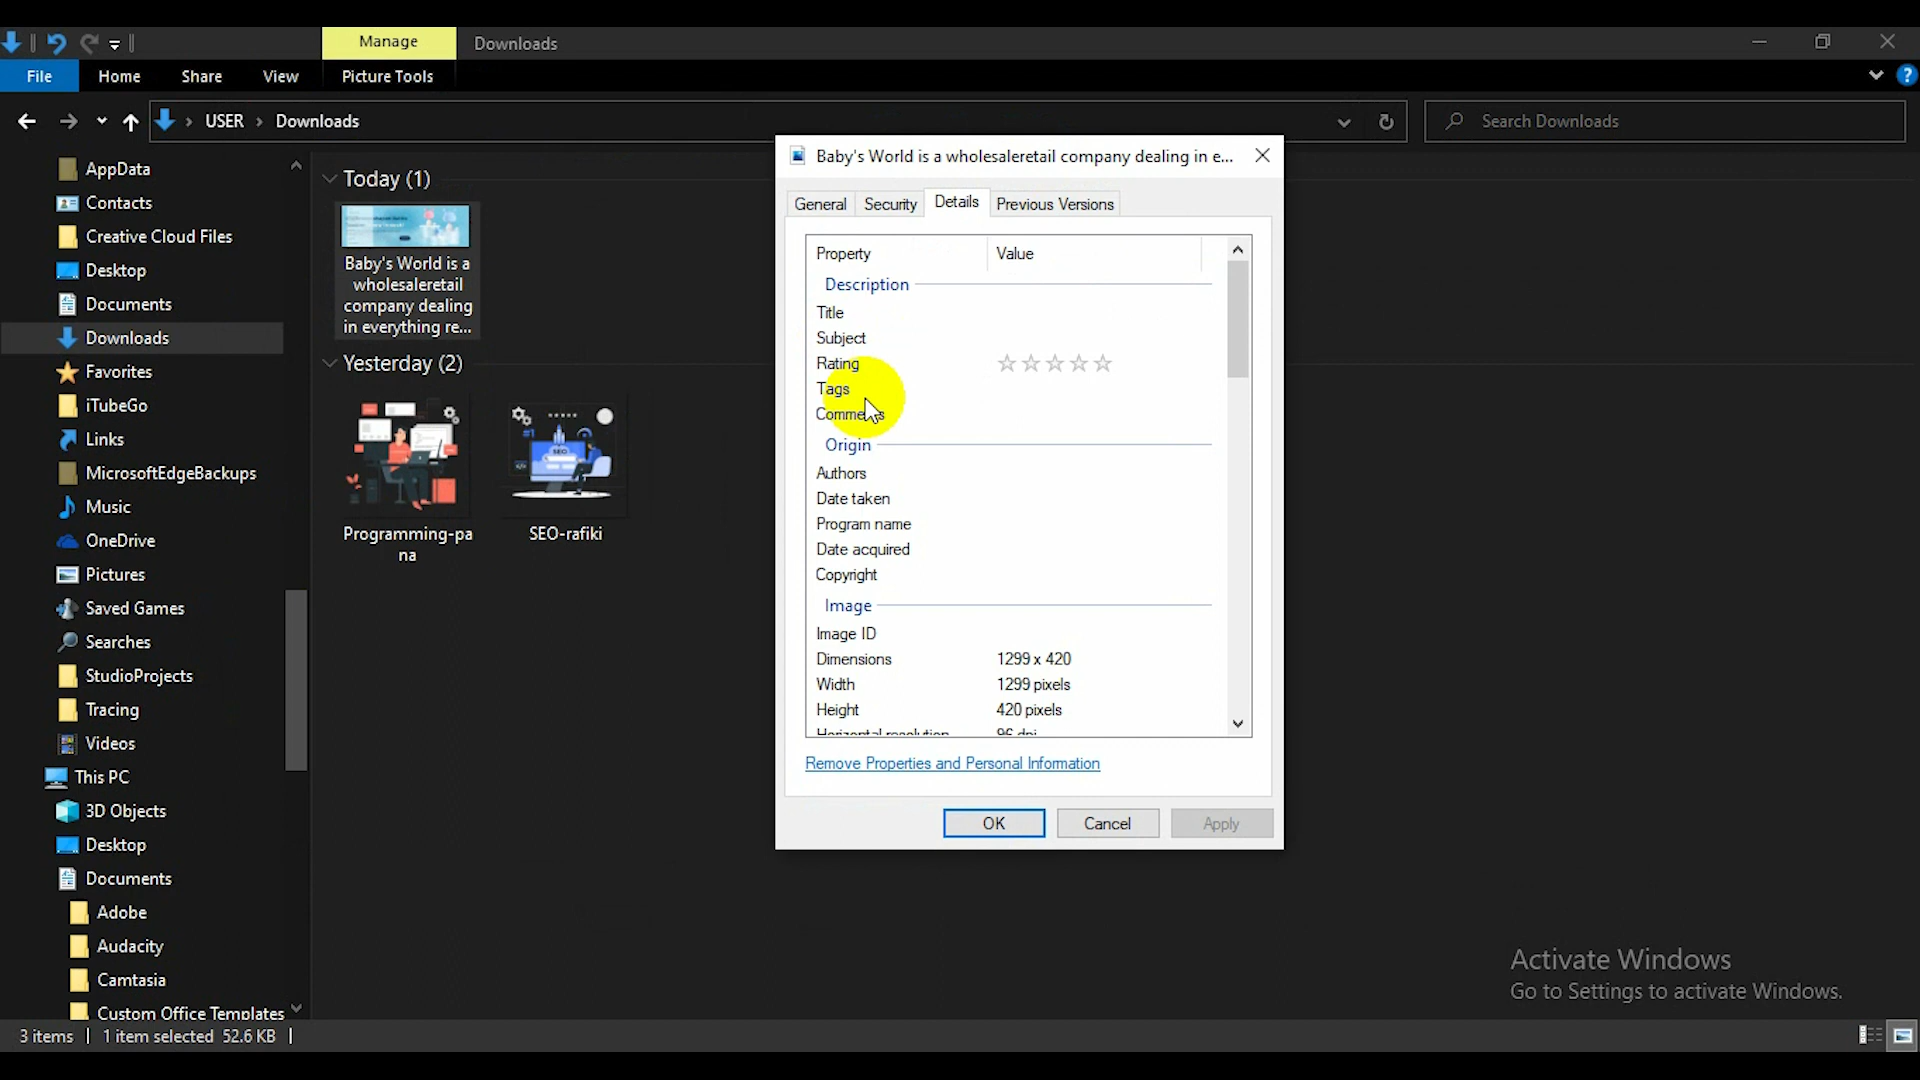 Manage
Downloads
File
Home
Share
View
Picture Tools
USER
Downloads
Search Downloads
AppData
Contacts
Creative Cloud Files
Desktop
Documents
Downloads
Favorites
iTubeGo
Links
MicrosoftEdgeBackups
Music
OneDrive
Pictures
Saved Games
Searches
StudioProjects
Tracing
Videos
This PC
3D Objects
Desktop
Documents
Adobe
Audacity
Camtasia
Custom Office Templates
Today (1)
Baby's World is a
wholesaleretail
company dealing
in everything re...
Yesterday (2)
Programming-pa
na
SEO-rafiki
Baby's World is a wholesaleretail company dealing in e...
General
Security
Details
Previous Versions
Property
Value
Description
Title
Subject
Rating
Tags
Comments
Origin
Authors
Date taken
Program name
Date acquired
Copyright
Image
Image ID
Dimensions
1299 x 420
Width
1299 pixels
Height
420 pixels
Horizontal resolution
96 dpi
Remove Properties and Personal Information
OK
Cancel
Apply
Activate Windows
Go to Settings to activate Windows.
3 items
1 item selected 52.6 KB